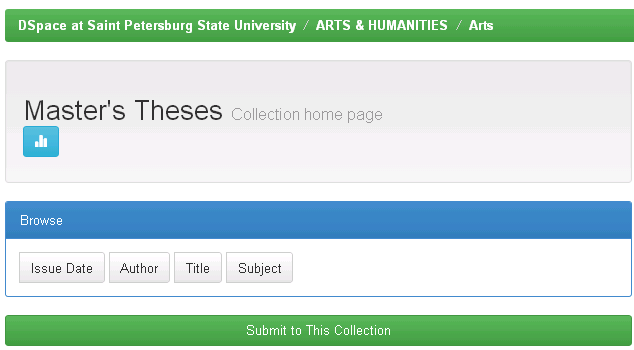 DSpace at Saint Petersburg State University / ARTS & HUMANITIES / Arts
Master's Theses Collection home page
Browse
Issue Date Author Title Subject
Submit to This Collection